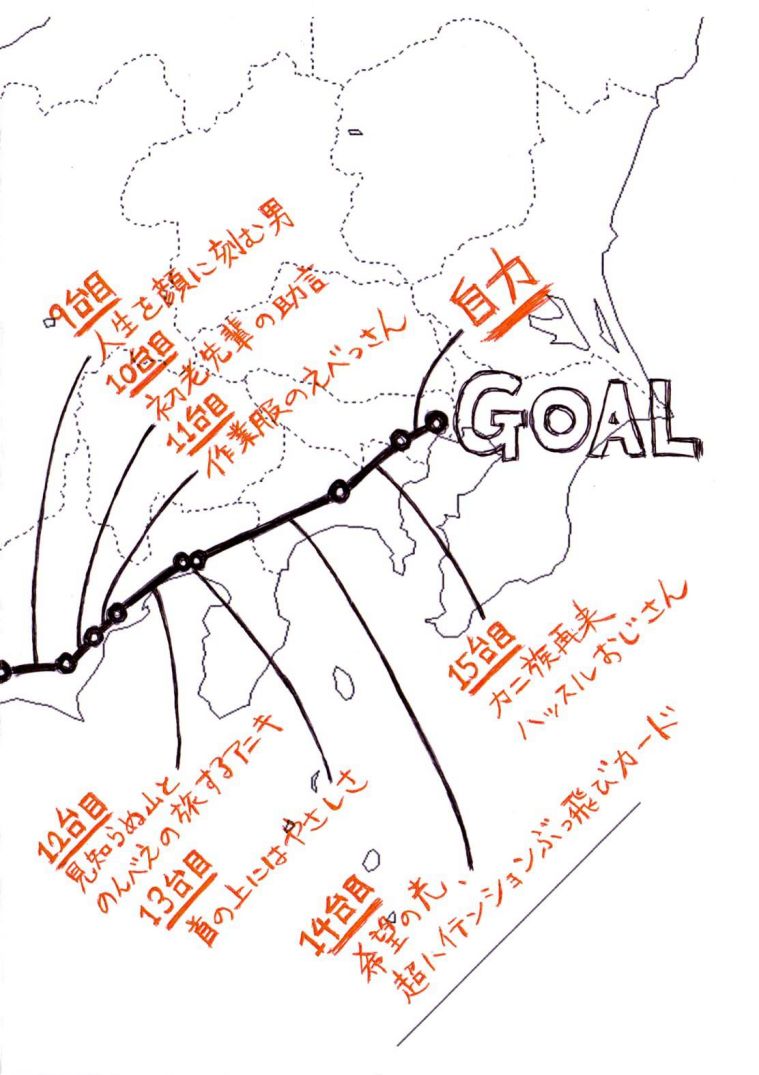 9台目
人生を顔に刻む男
10台目
初老先輩の助言
11台目
作業服のえべっさん
自力
GOAL
12台目
見知らぬ山と
のんべえの旅するアニキ
13台目
首の上にはやさしさ
14台目
希望の光、
超ハイテンションぶっ飛びカード
15台目
カニ族再来
ハッスルおじさん